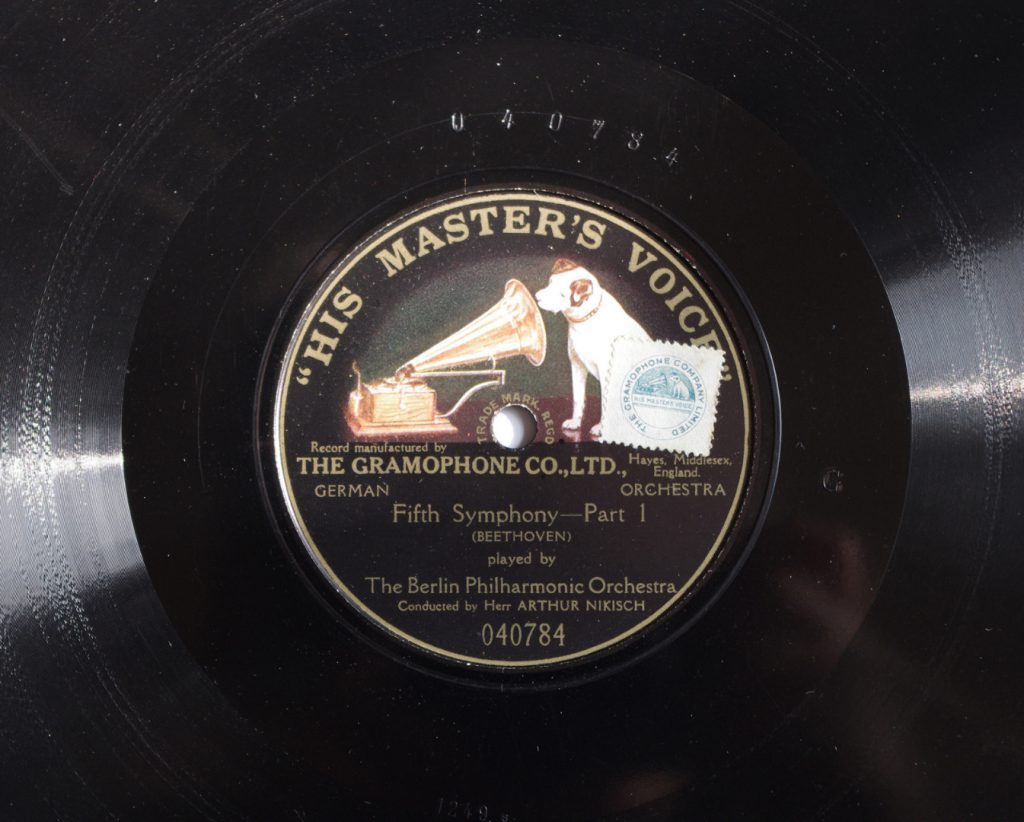 040784
"HIS MASTER'S VOICE"
TRADE MARK. REGD
THE GRAMOPHONE COMPANY LIMITED
HIS MASTER'S VOICE
Record manufactured by
THE GRAMOPHONE CO., LTD., Hayes, Middlesex, England.
GERMAN ORCHESTRA
G
Fifth Symphony—Part 1
(BEETHOVEN)
played by
The Berlin Philharmonic Orchestra
Conducted by Herr ARTHUR NIKISCH
040784